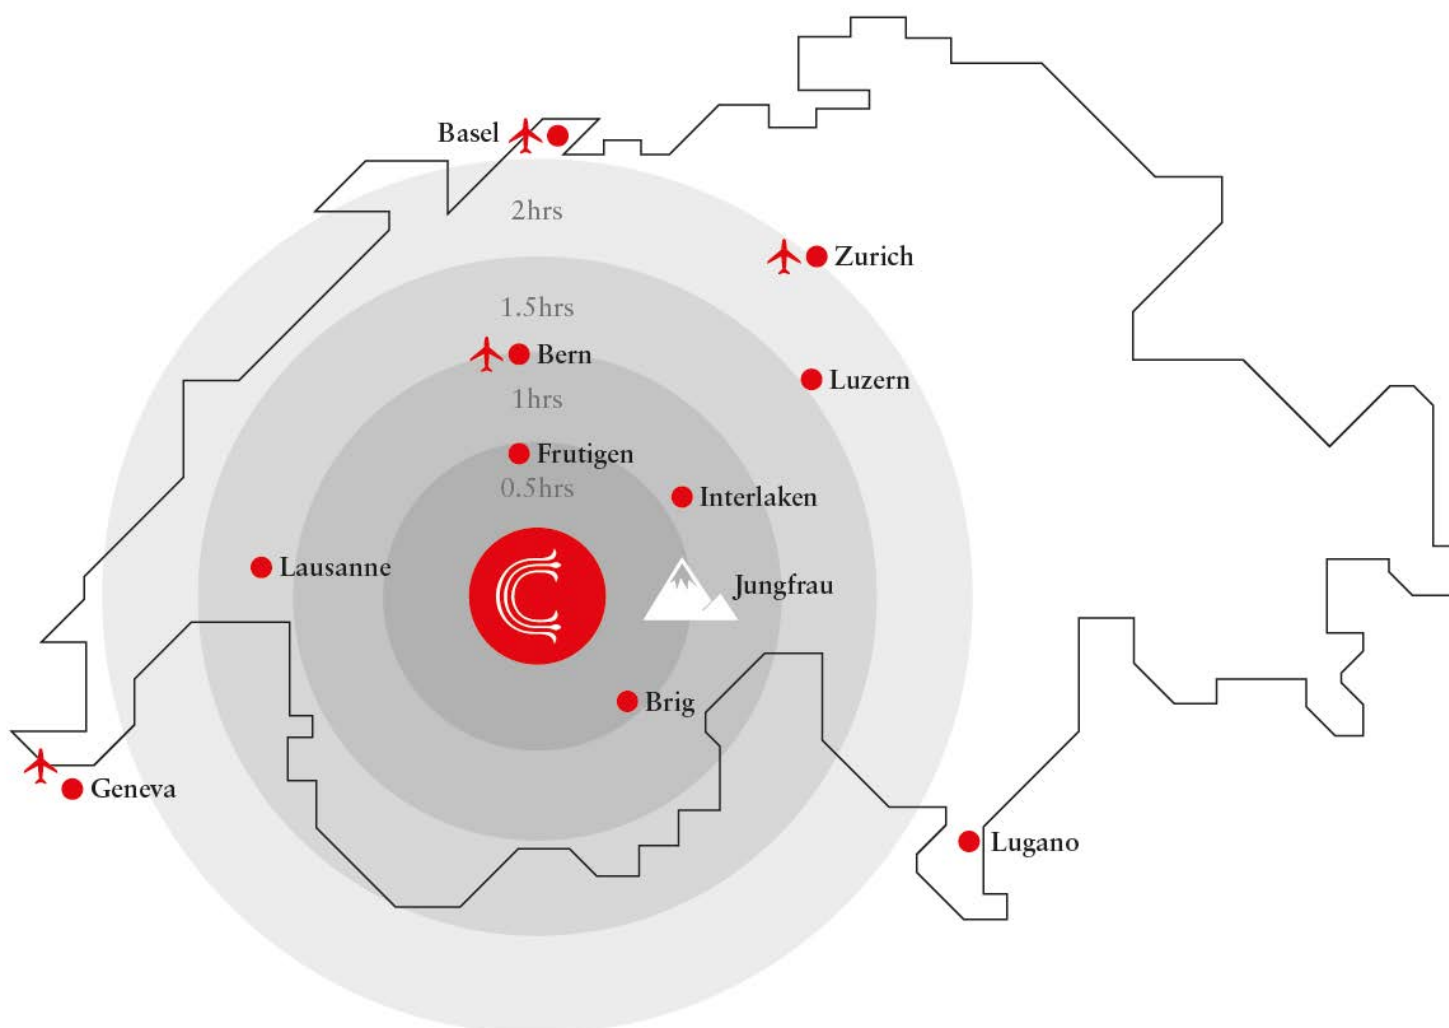 Basel
2hrs
Zurich
1.5hrs
Bern
Luzern
1hrs
Frutigen
0.5hrs
Interlaken
Lausanne
Jungfrau
Brig
Geneva
Lugano